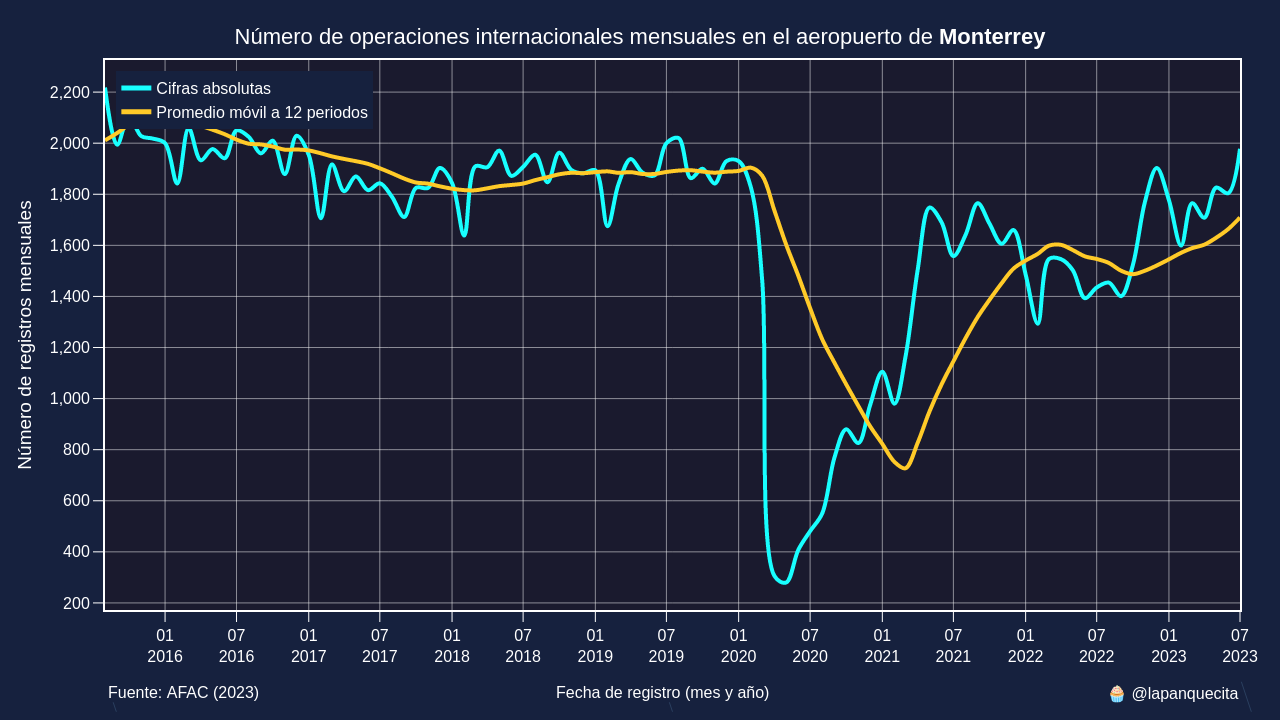 Número de operaciones internacionales mensuales en el aeropuerto de Monterrey
Cifras absolutas
Promedio móvil a 12 periodos
Número de registros mensuales
2,200
2,000
1,800
1,600
1,400
1,200
1,000
800
600
400
200
01 07 01 07 01 07 01 07 01 07 01 07 01 07 01 07
2016 2016 2017 2017 2018 2018 2019 2019 2020 2020 2021 2021 2022 2022 2023 2023
Fuente: AFAC (2023) Fecha de registro (mes y año) 🧁 @lapanquecita